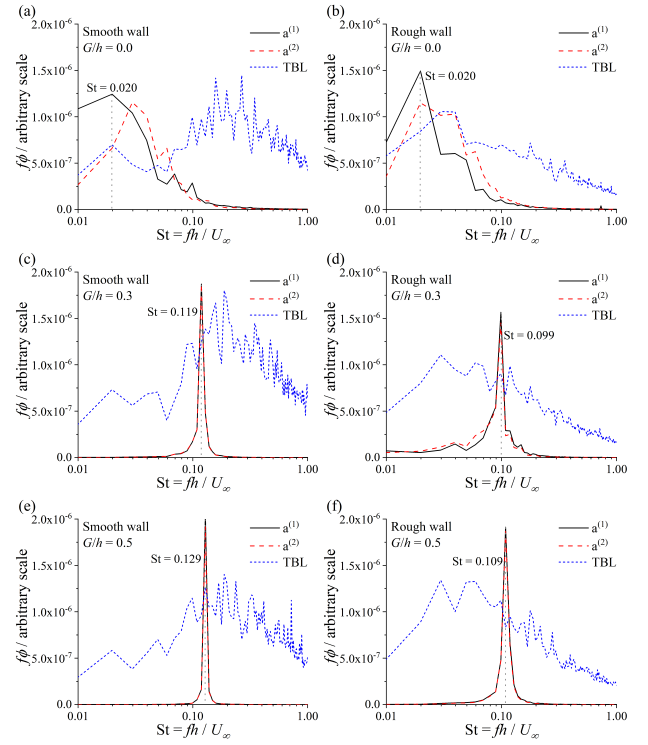 (a)
2.0x10⁻⁶
1.5x10⁻⁶
1.0x10⁻⁶
5.0x10⁻⁷
0.0
fϕ / arbitrary scale
Smooth wall
G/h = 0.0
a⁽¹⁾
a⁽²⁾
TBL
St = 0.020
0.01 0.10 1.00
St = fh / U∞
(b)
2.0x10⁻⁶
1.5x10⁻⁶
1.0x10⁻⁶
5.0x10⁻⁷
0.0
fϕ / arbitrary scale
Rough wall
G/h = 0.0
a⁽¹⁾
a⁽²⁾
TBL
St = 0.020
0.01 0.10 1.00
St = fh / U∞
(c)
2.0x10⁻⁶
1.5x10⁻⁶
1.0x10⁻⁶
5.0x10⁻⁷
0.0
fϕ / arbitrary scale
Smooth wall
G/h = 0.3
a⁽¹⁾
a⁽²⁾
TBL
St = 0.119
0.01 0.10 1.00
St = fh / U∞
(d)
2.0x10⁻⁶
1.5x10⁻⁶
1.0x10⁻⁶
5.0x10⁻⁷
0.0
fϕ / arbitrary scale
Rough wall
G/h = 0.3
a⁽¹⁾
a⁽²⁾
TBL
St = 0.099
0.01 0.10 1.00
St = fh / U∞
(e)
2.0x10⁻⁶
1.5x10⁻⁶
1.0x10⁻⁶
5.0x10⁻⁷
0.0
fϕ / arbitrary scale
Smooth wall
G/h = 0.5
a⁽¹⁾
a⁽²⁾
TBL
St = 0.129
0.01 0.10 1.00
St = fh / U∞
(f)
2.0x10⁻⁶
1.5x10⁻⁶
1.0x10⁻⁶
5.0x10⁻⁷
0.0
fϕ / arbitrary scale
Rough wall
G/h = 0.5
a⁽¹⁾
a⁽²⁾
TBL
St = 0.109
0.01 0.10 1.00
St = fh / U∞